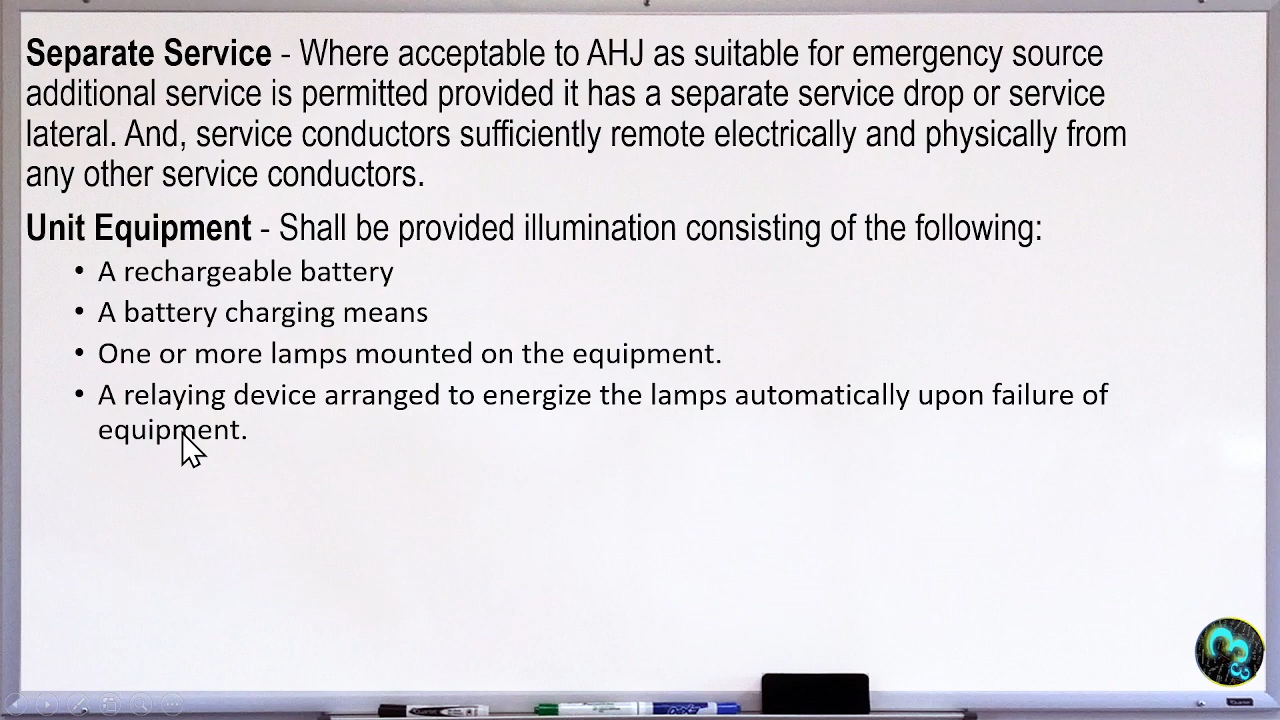 Separate Service - Where acceptable to AHJ as suitable for emergency source
additional service is permitted provided it has a separate service drop or service
lateral. And, service conductors sufficiently remote electrically and physically from
any other service conductors.
Unit Equipment - Shall be provided illumination consisting of the following:
• A rechargeable battery
• A battery charging means
• One or more lamps mounted on the equipment.
• A relaying device arranged to energize the lamps automatically upon failure of
equipment.